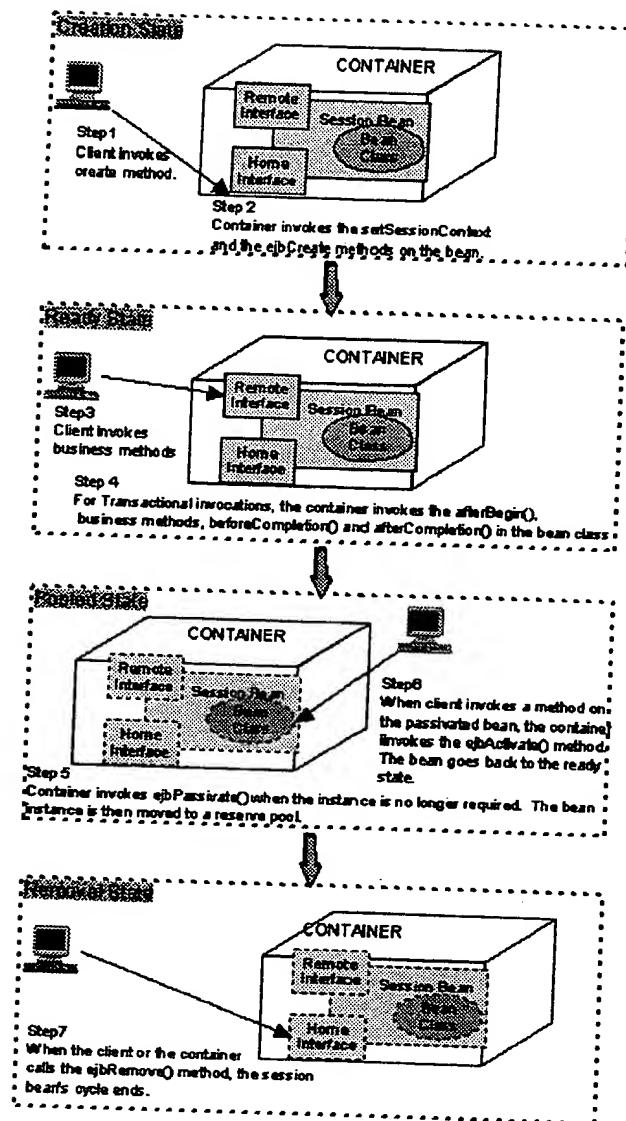 Creation State
CONTAINER
Remote
Interface
Session Bean
Bean
Class
Home
Interface
Step1
Client invokes
create method.
Step 2
Container invokes the setSessionContext
and the ejbCreate methods on the bean.
Ready State
CONTAINER
Remote
Interface
Session Bean
Bean
Class
Home
Interface
Step3
Client invokes
business methods
Step 4
For Transactional invocations, the container invokes the afterBegin(),
business methods, beforeCompletion() and afterCompletion() in the bean class
Pooled State
CONTAINER
Remote
Interface
Session Bean
Bean
Class
Home
Interface
Step6
When client invokes a method on
the passivated bean, the container
invokes the ejbActivate() method.
The bean goes back to the ready
state.
Step 5
Container invokes ejbPassivate() when the instance is no longer required. The bean
instance is then moved to a reserve pool.
Removal State
CONTAINER
Remote
Interface
Session Bean
Bean
Class
Home
Interface
Step7
When the client or the container
calls the ejbRemove() method, the session
bean's cycle ends.